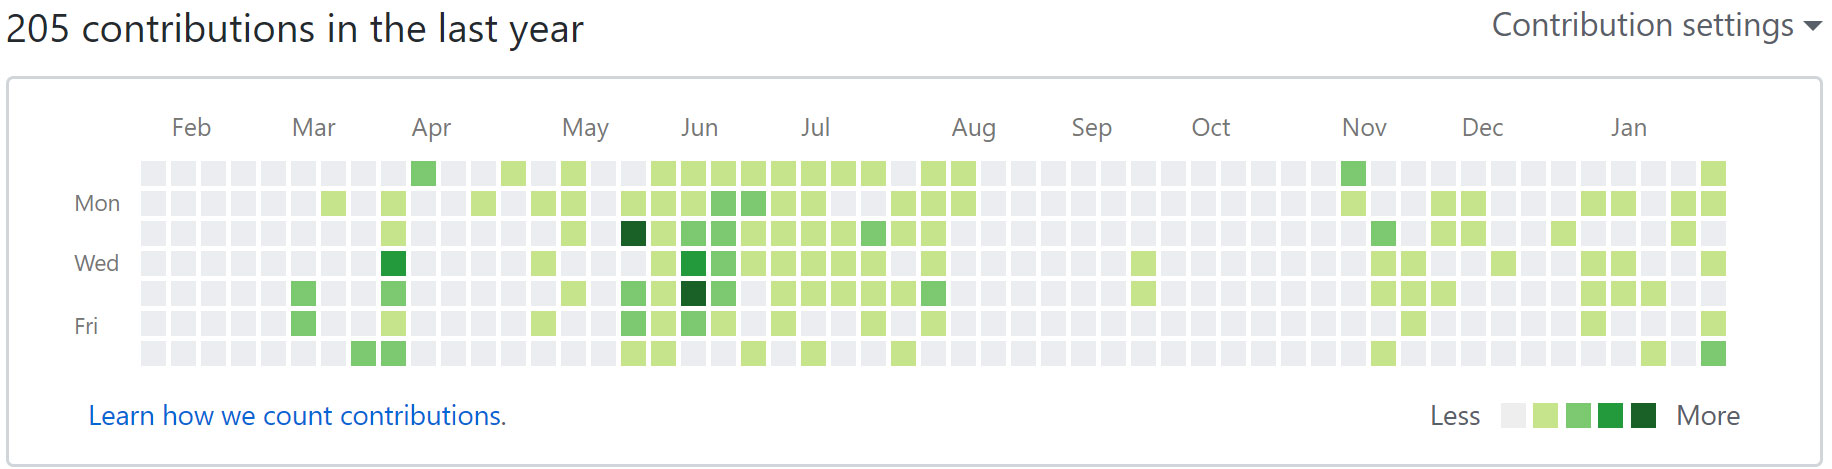 205 contributions in the last year
Contribution settings
Feb Mar Apr May Jun Jul Aug Sep Oct Nov Dec Jan
Mon
Wed
Fri
Learn how we count contributions.
Less More